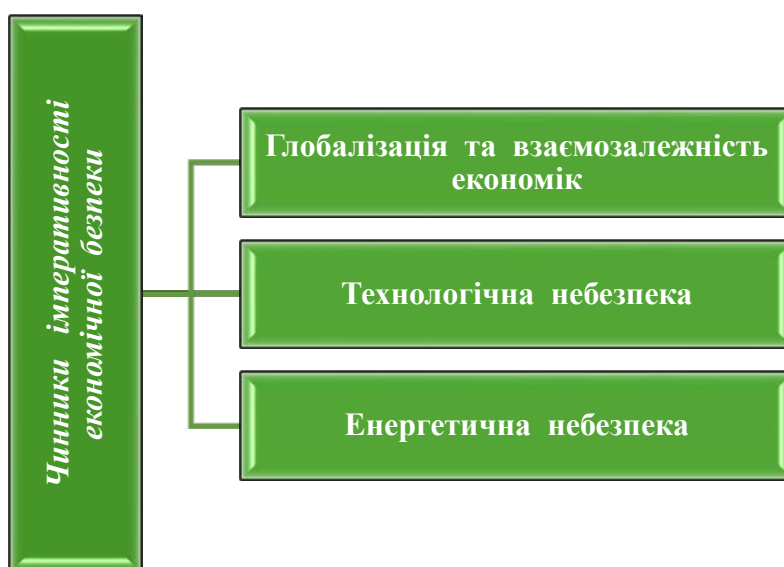 Чинники імперативності
економічної безпеки
Глобалізація та взаємозалежність
економік
Технологічна небезпека
Енергетична небезпека